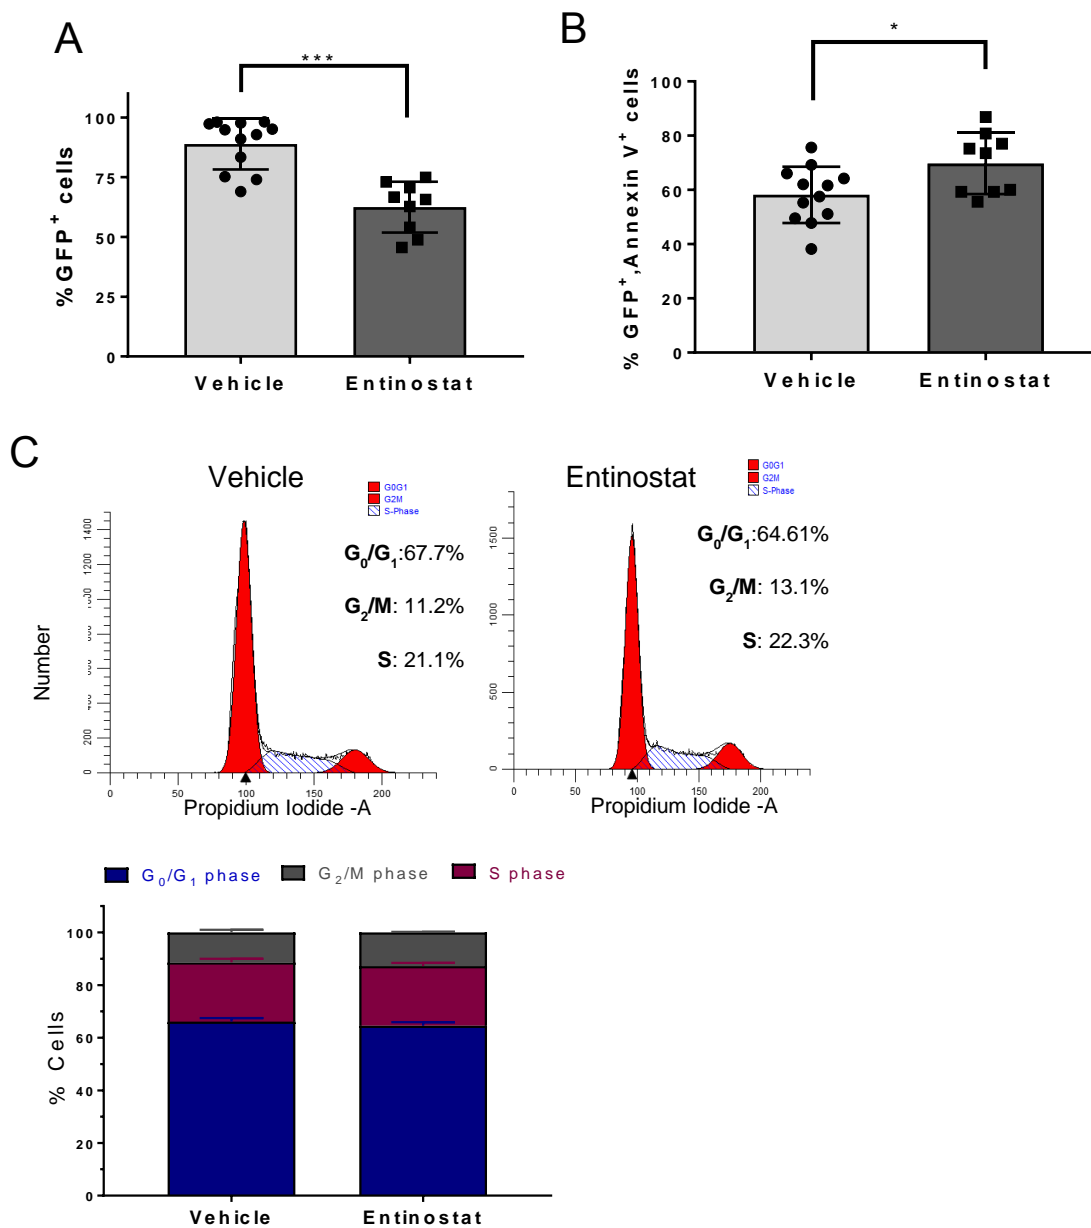 A
***
%GFP+ cells
100
75
50
25
0
Vehicle Entinostat
B
*
% GFP+,Annexin V+ cells
100
80
60
40
20
0
Vehicle Entinostat
C
Vehicle
G0G1
G2M
S-Phase
G0/G1:67.7%
G2/M: 11.2%
S: 21.1%
Number
1400
1200
200
0
0 50 100 150 200
Propidium Iodide -A
Entinostat
G0G1
G2M
S-Phase
G0/G1:64.61%
G2/M: 13.1%
S: 22.3%
1500
1000
500
0
0 50 100 150 200
Propidium Iodide -A
G0/G1 phase G2/M phase S phase
% Cells
100
80
60
40
20
0
Vehicle Entinostat